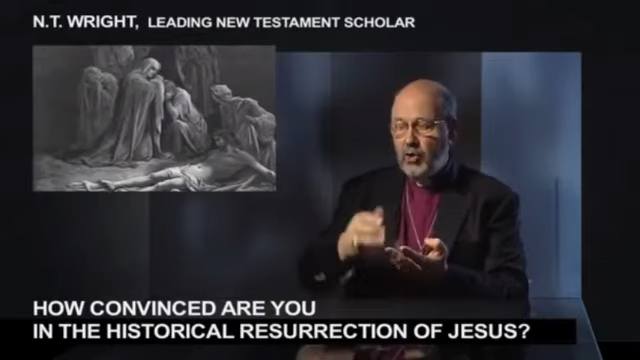 N.T. WRIGHT, LEADING NEW TESTAMENT SCHOLAR
HOW CONVINCED ARE YOU
IN THE HISTORICAL RESURRECTION OF JESUS?